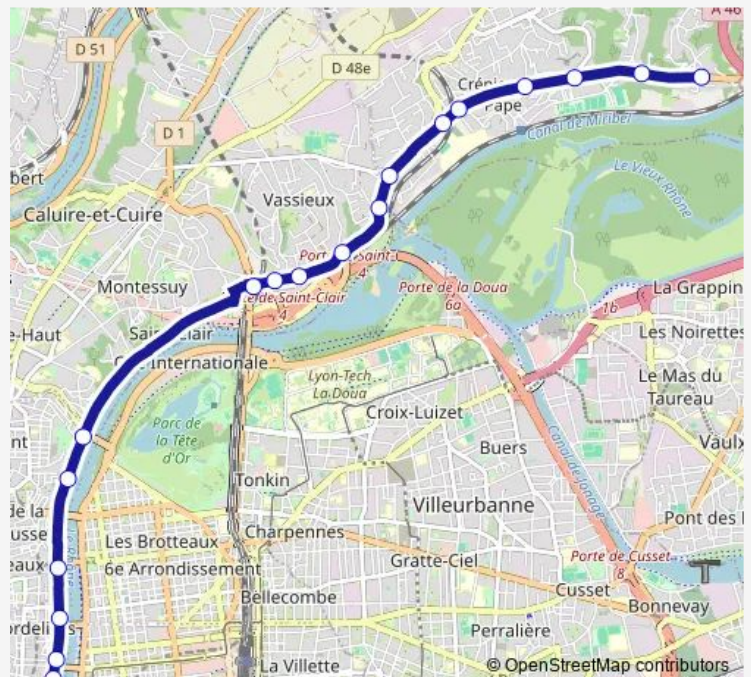 A 46
D 51
D 48e
Crépi
Pape
D 1
Canal de Miribel
bert
Le Vieux Rhône
Vassieux
Caluire-et-Cuire
Porte
Saint-
4
Montessuy
Porte de la Doua
6a
La Grappin
e de Saint-Clair
4
1b
e-Haut
Sain
lair
Les Noirettes
Internationale
Lyon-Tech
La Doua
Le Mas du
Taureau
Croix-Luizet
Parc de
la Tête
d'Or
nt
Buers
Vaulx
Canal de Jonage
Tonkin
Villeurbanne
de la
usse
Pont des
Charpennes
Les Brotteaux
6e Arrondissement
Gratte-Ciel
Porte de Cusset
8
eaux
Bellecombe
Cusset
Bonnevay
ordeli
s
Perralière
La Villette
© OpenStreetMap contributors